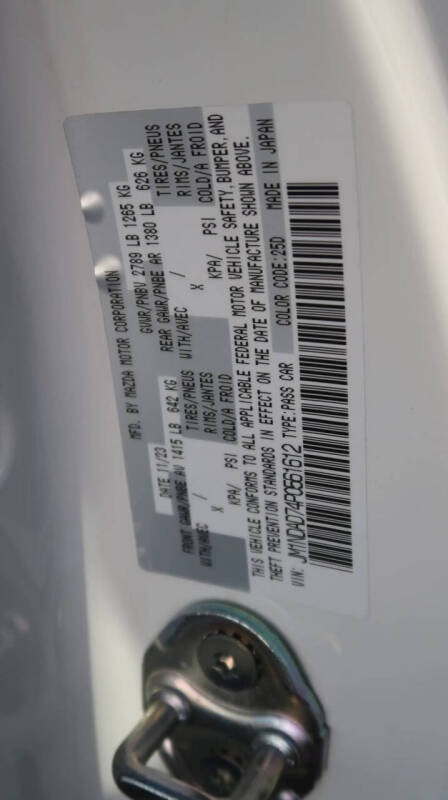 MFD. BY MAZDA MOTOR CORPORATION
DATE 11/23 GVWR/PNBV 2789 LB 1265 KG
FRONT GAWR/PNBE AV 1415 LB 642 KG REAR GAWR/PNBE AR 1380 LB 626 KG
WITH/AVEC TIRES/PNEUS WITH/AVEC TIRES/PNEUS
/ RIMS/JANTES / RIMS/JANTES
X X
KPA/ PSI COLD/A FROID KPA/ PSI COLD/A FROID
THIS VEHICLE CONFORMS TO ALL APPLICABLE FEDERAL MOTOR VEHICLE SAFETY, BUMPER, AND
THEFT PREVENTION STANDARDS IN EFFECT ON THE DATE OF MANUFACTURE SHOWN ABOVE.
VIN: JM1NDAD74P0561612 TYPE:PASS CAR COLOR CODE:25D MADE IN JAPAN